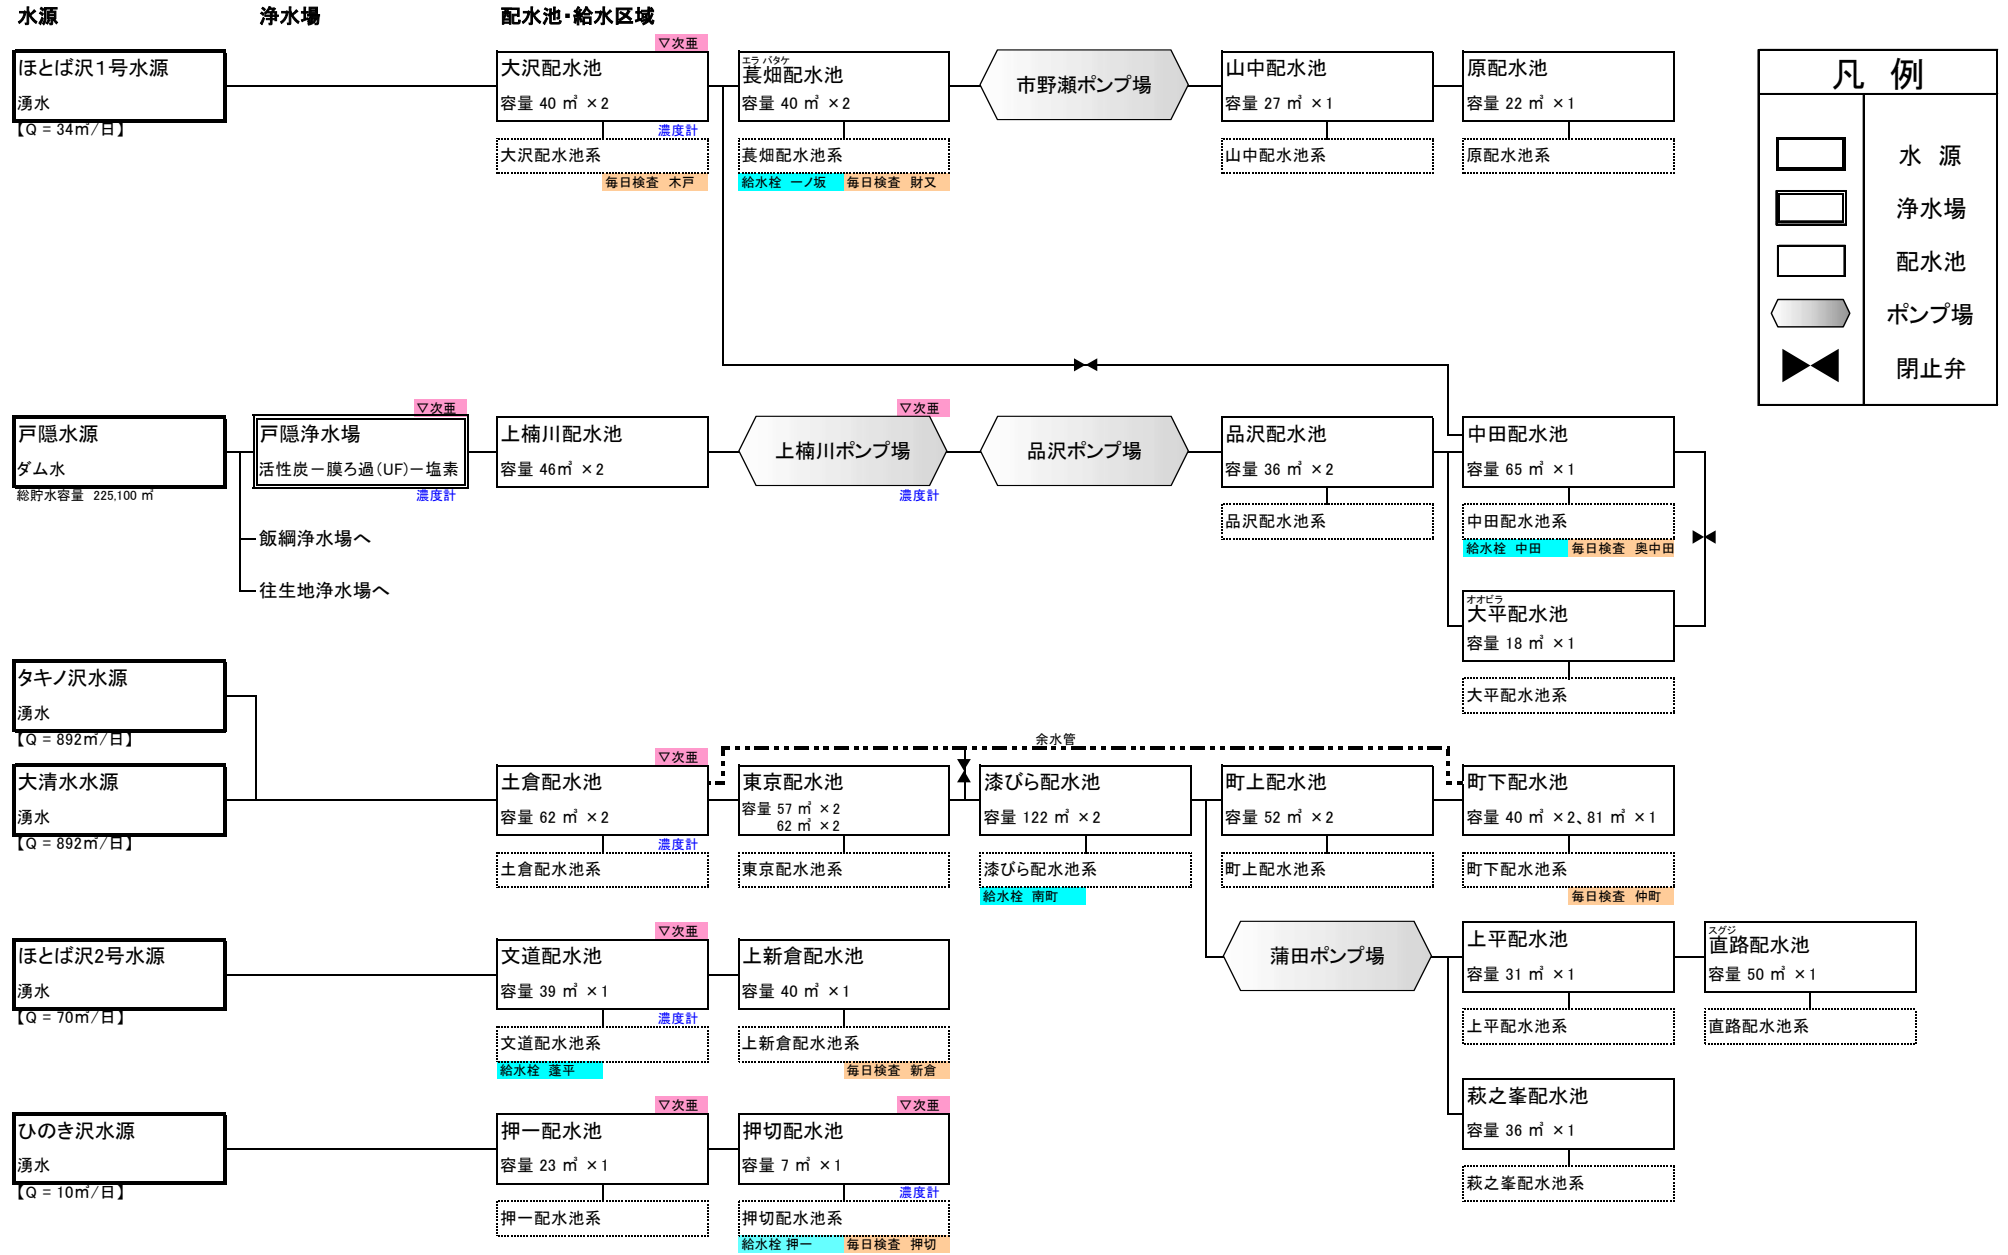 水源
浄水場
配水池・給水区域
ほとば沢1号水源
湧水
【Q = 34㎥/日】
▽次亜
大沢配水池
容量 40 ㎥ ×2
濃度計
大沢配水池系
毎日検査 木戸
エラ バタケ
萇畑配水池
容量 40 ㎥ ×2
萇畑配水池系
給水栓 一ノ坂
毎日検査 財又
市野瀬ポンプ場
山中配水池
容量 27 ㎥ ×1
山中配水池系
原配水池
容量 22 ㎥ ×1
原配水池系
凡 例
水 源
浄水場
配水池
ポンプ場
閉止弁
戸隠水源
ダム水
総貯水容量 225,100 ㎥
▽次亜
戸隠浄水場
活性炭－膜ろ過(UF)－塩素
濃度計
飯綱浄水場へ
往生地浄水場へ
上楠川配水池
容量 46㎥ ×2
▽次亜
上楠川ポンプ場
濃度計
品沢ポンプ場
品沢配水池
容量 36 ㎥ ×2
品沢配水池系
中田配水池
容量 65 ㎥ ×1
中田配水池系
給水栓 中田
毎日検査 奥中田
オオビラ
大平配水池
容量 18 ㎥ ×1
大平配水池系
タキノ沢水源
湧水
【Q = 892㎥/日】
大清水水源
湧水
【Q = 892㎥/日】
▽次亜
土倉配水池
容量 62 ㎥ ×2
濃度計
土倉配水池系
余水管
東京配水池
容量 57 ㎥ ×2
62 ㎥ ×2
東京配水池系
漆びら配水池
容量 122 ㎥ ×2
漆びら配水池系
給水栓 南町
町上配水池
容量 52 ㎥ ×2
町上配水池系
町下配水池
容量 40 ㎥ ×2、81 ㎥ ×1
町下配水池系
毎日検査 仲町
蒲田ポンプ場
上平配水池
容量 31 ㎥ ×1
上平配水池系
スグジ
直路配水池
容量 50 ㎥ ×1
直路配水池系
萩之峯配水池
容量 36 ㎥ ×1
萩之峯配水池系
ほとば沢2号水源
湧水
【Q = 70㎥/日】
▽次亜
文道配水池
容量 39 ㎥ ×1
濃度計
文道配水池系
給水栓 蓬平
上新倉配水池
容量 40 ㎥ ×1
上新倉配水池系
毎日検査 新倉
ひのき沢水源
湧水
【Q = 10㎥/日】
▽次亜
押一配水池
容量 23 ㎥ ×1
押一配水池系
▽次亜
押切配水池
容量 7 ㎥ ×1
濃度計
押切配水池系
給水栓 押一
毎日検査 押切